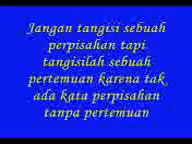 Jangan tangisi sebuah
perpisahan tapi
tangisilah sebuah
pertemuan karena tak
ada kata perpisahan
tanpa pertemuan